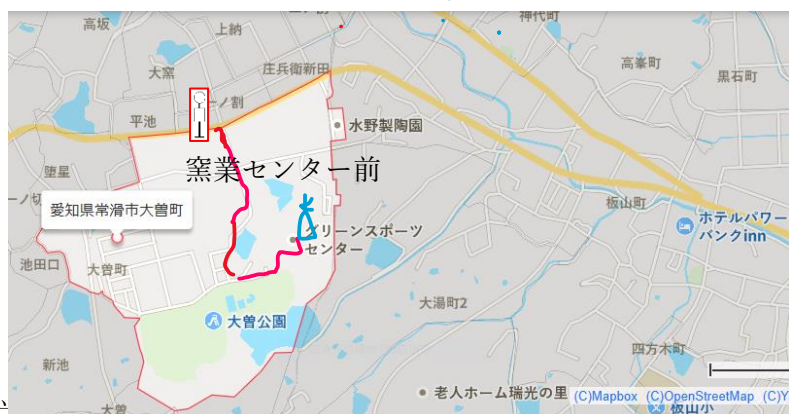 高坂
上納
神代町
大窯
庄兵衛新田
高峯町
黒石町
一ノ割
平池
水野製陶園
窯業センター前
堕星
一ノ切
愛知県常滑市大曽町
板山町
ホテルパワー
バンクinn
グリーンスポーツ
センター
池田口
大曽町
大湯町2
大曽公園
四方木町
新池
老人ホーム瑞光の里
(C)Mapbox (C)OpenStreetMap (C)Y
大曽
板山小